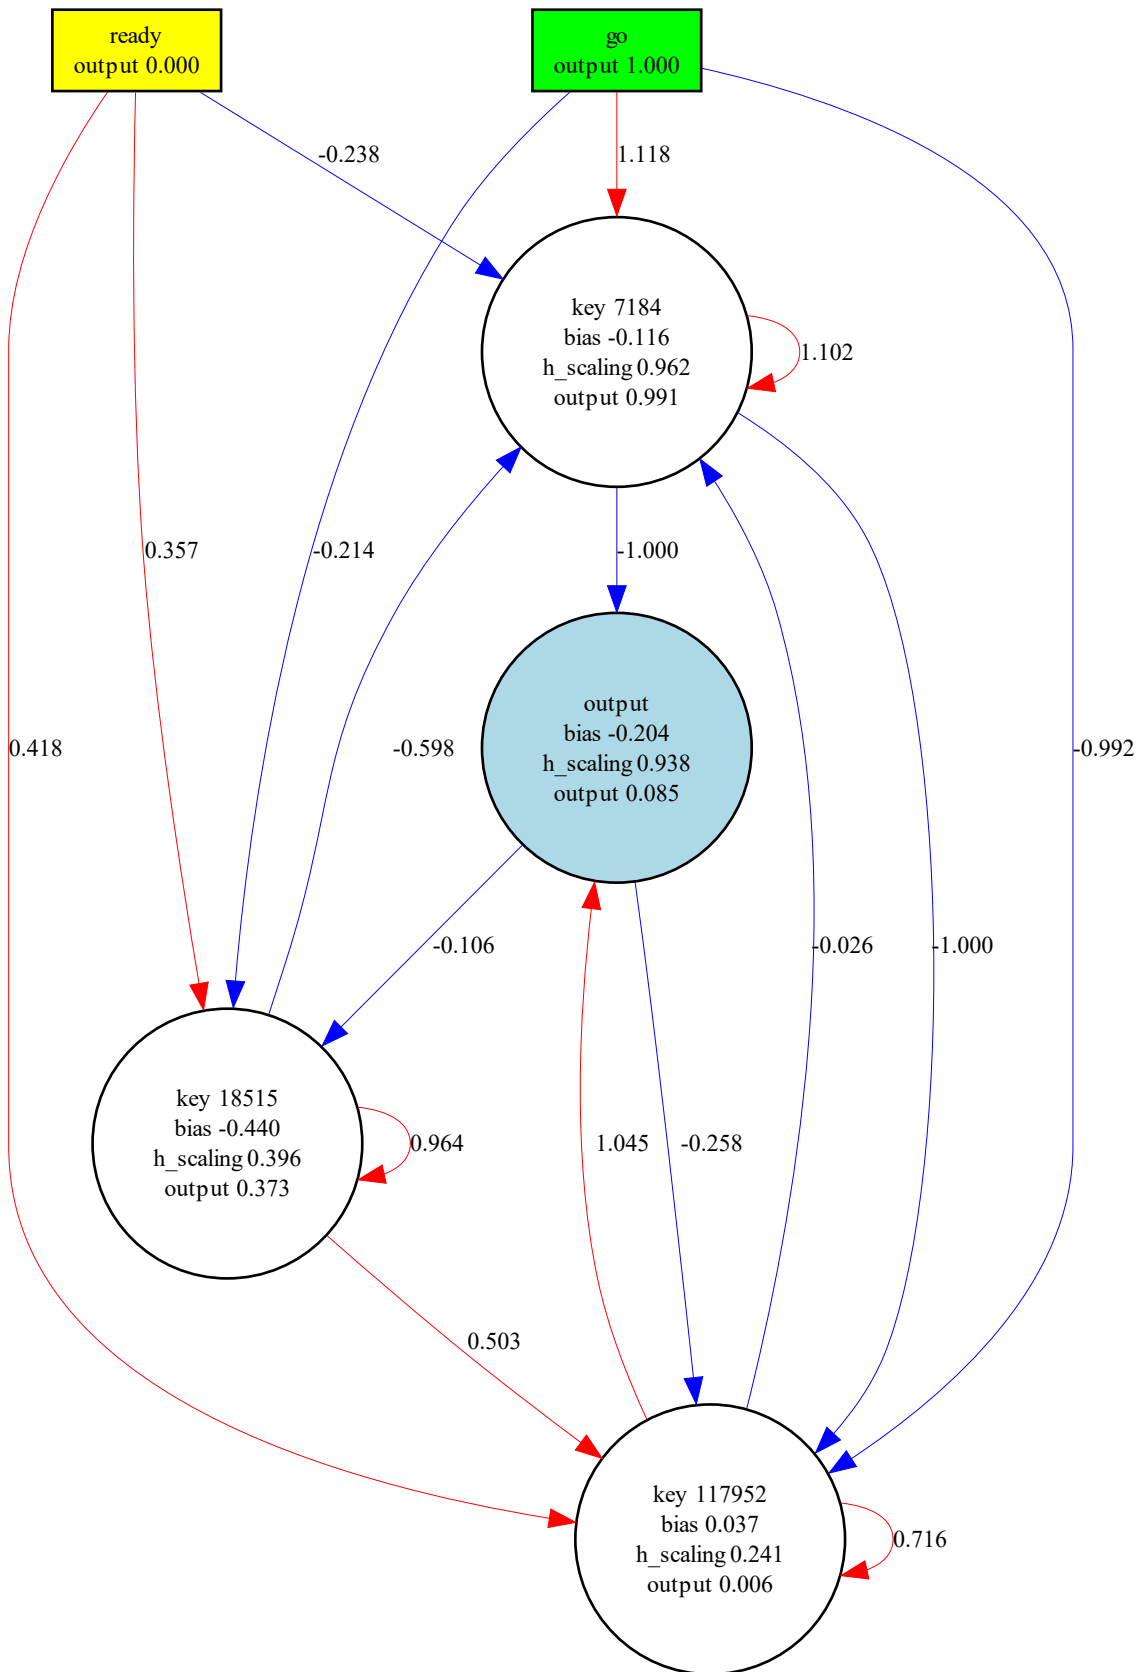 ready
output 0.000
go
output 1.000
-0.238
1.118
key 7184
bias -0.116
h_scaling 0.962
output 0.991
1.102
0.357
-0.214
-1.000
output
bias -0.204
h_scaling 0.938
output 0.085
0.418
-0.598
-0.992
-0.106
-0.026
-1.000
key 18515
bias -0.440
h_scaling 0.396
output 0.373
0.964
1.045
-0.258
0.503
key 117952
bias 0.037
h_scaling 0.241
output 0.006
0.716